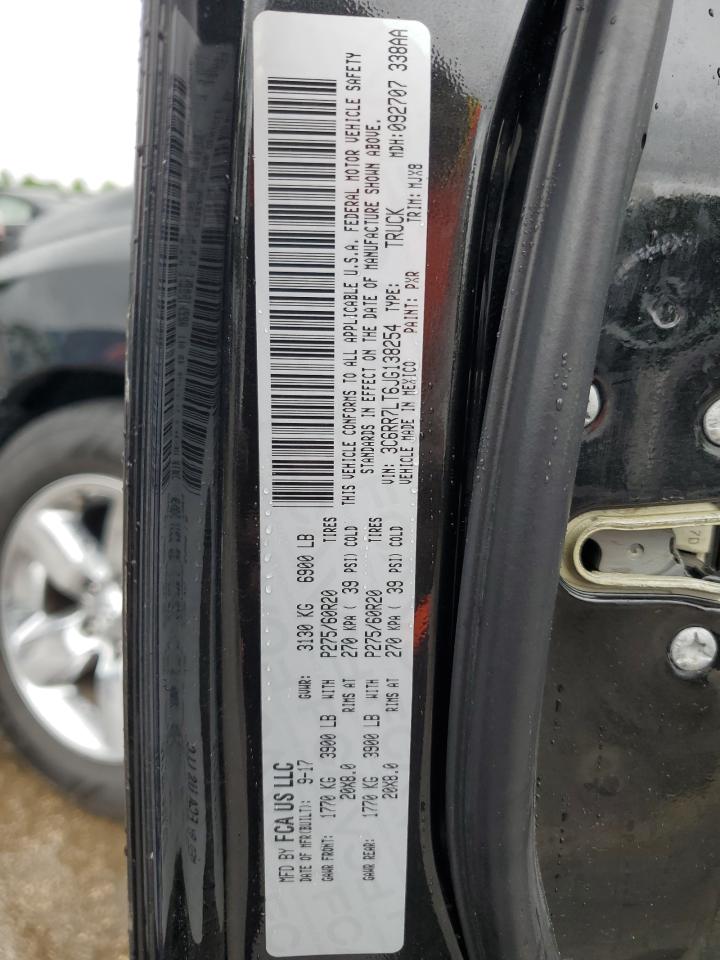 MFD BY FCA US LLC
DATE OF MFR(BUILT): 9-17 GVWR: 3130 KG 6900 LB
GAWR FRONT: 1770 KG 3900 LB WITH P275/60R20 TIRES
20X8.0 RIMS AT 270 KPA ( 39 PSI) COLD
GAWR REAR: 1770 KG 3900 LB WITH P275/60R20 TIRES
20X8.0 RIMS AT 270 KPA ( 39 PSI) COLD
THIS VEHICLE CONFORMS TO ALL APPLICABLE U.S.A. FEDERAL MOTOR VEHICLE SAFETY
STANDARDS IN EFFECT ON THE DATE OF MANUFACTURE SHOWN ABOVE.
VIN: 3C6RR7LT6JG138254 TYPE: TRUCK MDH:092707 338AA
VEHICLE MADE IN MEXICO PAINT: PXR TRIM: MJX8